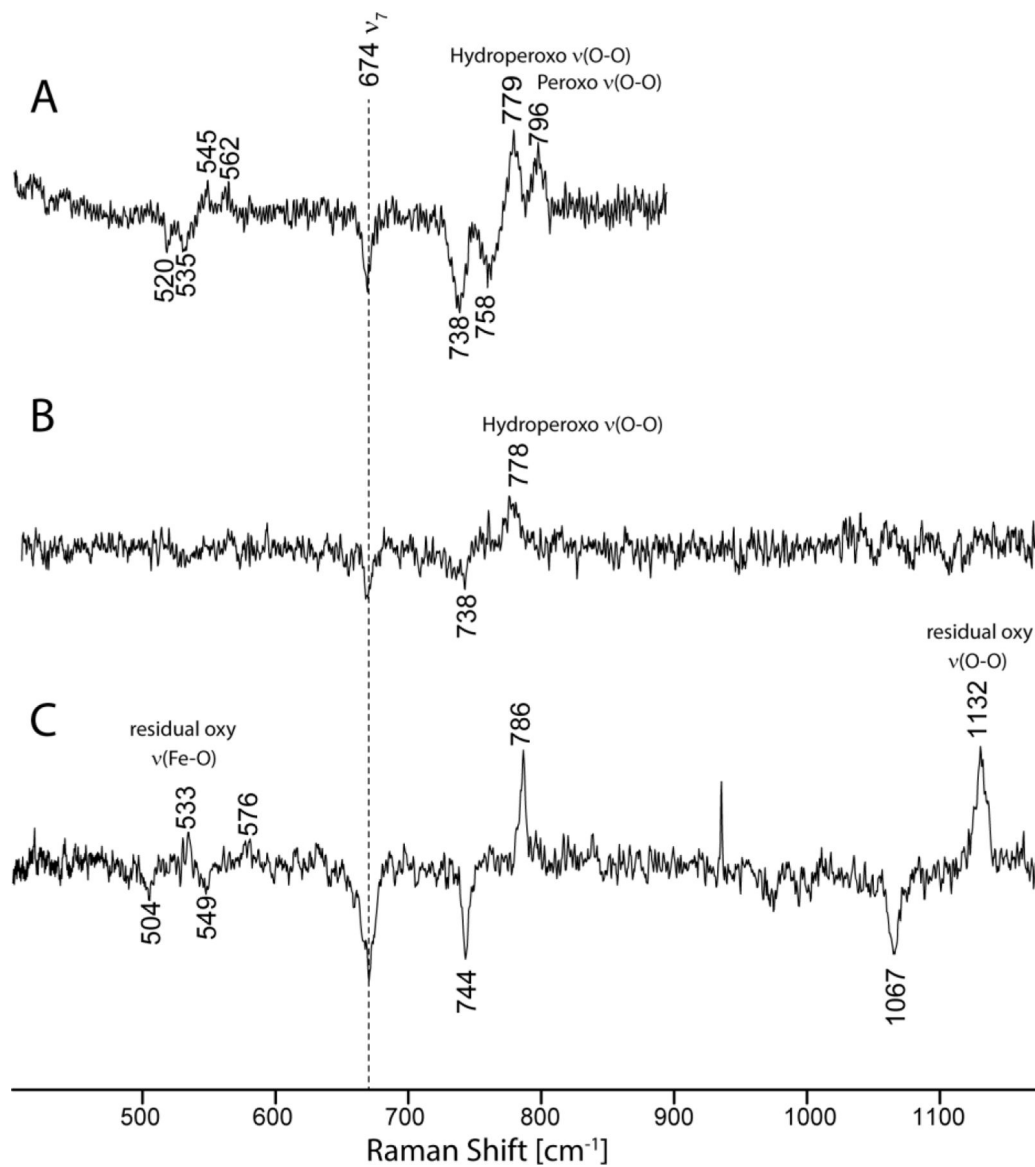 674 ν7
Hydroperoxo ν(O-O)
Peroxo ν(O-O)
A
779
796
545
562
520
535
738
758
B
Hydroperoxo ν(O-O)
778
738
residual oxy
ν(O-O)
1132
C
786
residual oxy
ν(Fe-O)
533
576
504
549
744
1067
500 600 700 800 900 1000 1100
Raman Shift [cm-1]